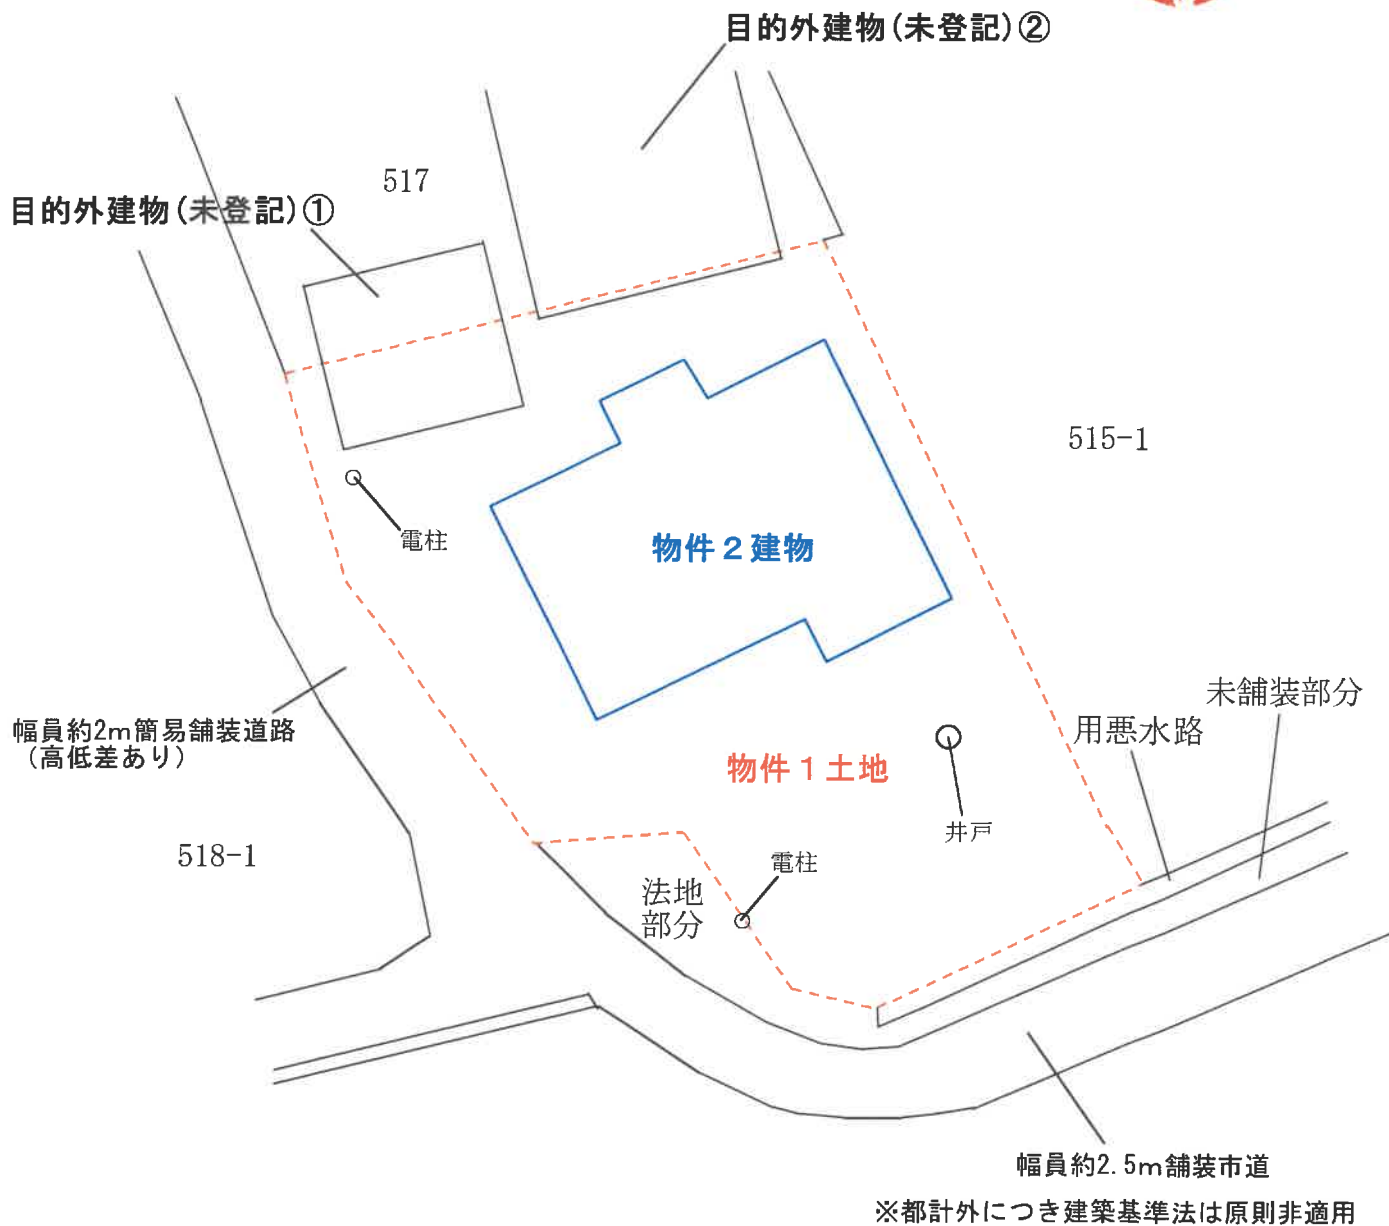 目的外建物(未登記)②
517
目的外建物(未登記)①
515-1
電柱
物件２建物
未舗装部分
用悪水路
幅員約2m簡易舗装道路
(高低差あり)
物件１土地
井戸
518-1
電柱
法地
部分
幅員約2.5m舗装市道
※都計外につき建築基準法は原則非適用